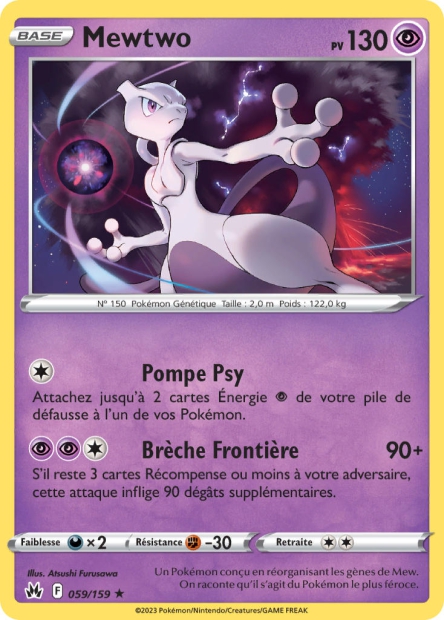 BASE Mewtwo PV 130
N° 150 Pokémon Génétique Taille : 2,0 m Poids : 122,0 kg
Pompe Psy
Attachez jusqu'à 2 cartes Énergie de votre pile de
défausse à l'un de vos Pokémon.
Brèche Frontière 90+
S'il reste 3 cartes Récompense ou moins à votre adversaire,
cette attaque inflige 90 dégâts supplémentaires.
Faiblesse ×2 Résistance -30 Retraite
Illus. Atsushi Furusawa
F 059/159 ★
Un Pokémon conçu en réorganisant les gènes de Mew.
On raconte qu'il s'agit du Pokémon le plus féroce.
©2023 Pokémon/Nintendo/Creatures/GAME FREAK